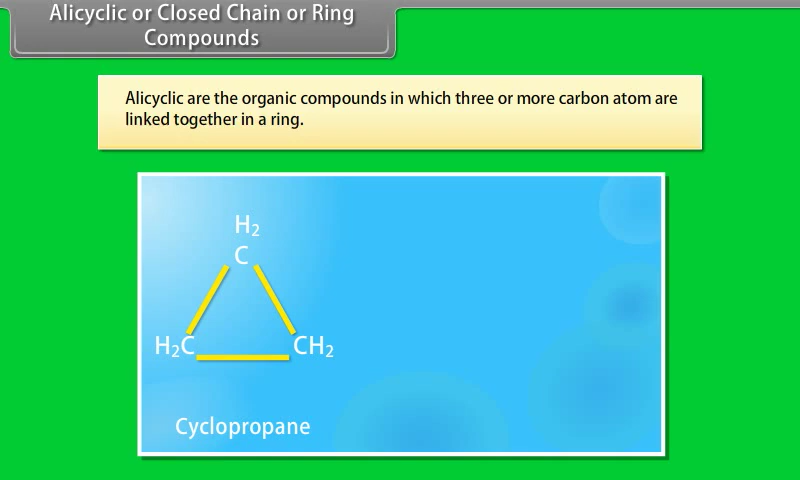 Alicyclic or Closed Chain or Ring
Compounds
Alicyclic are the organic compounds in which three or more carbon atom are
linked together in a ring.
H₂
C
H₂C CH₂
Cyclopropane